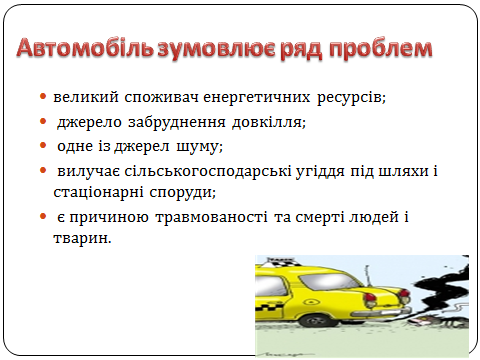 Автомобіль зумовлює ряд проблем
великий споживач енергетичних ресурсів;
джерело забруднення довкілля;
одне із джерел шуму;
вилучає сільськогосподарські угіддя під шляхи і
стаціонарні споруди;
є причиною травмованості та смерті людей і
тварин.